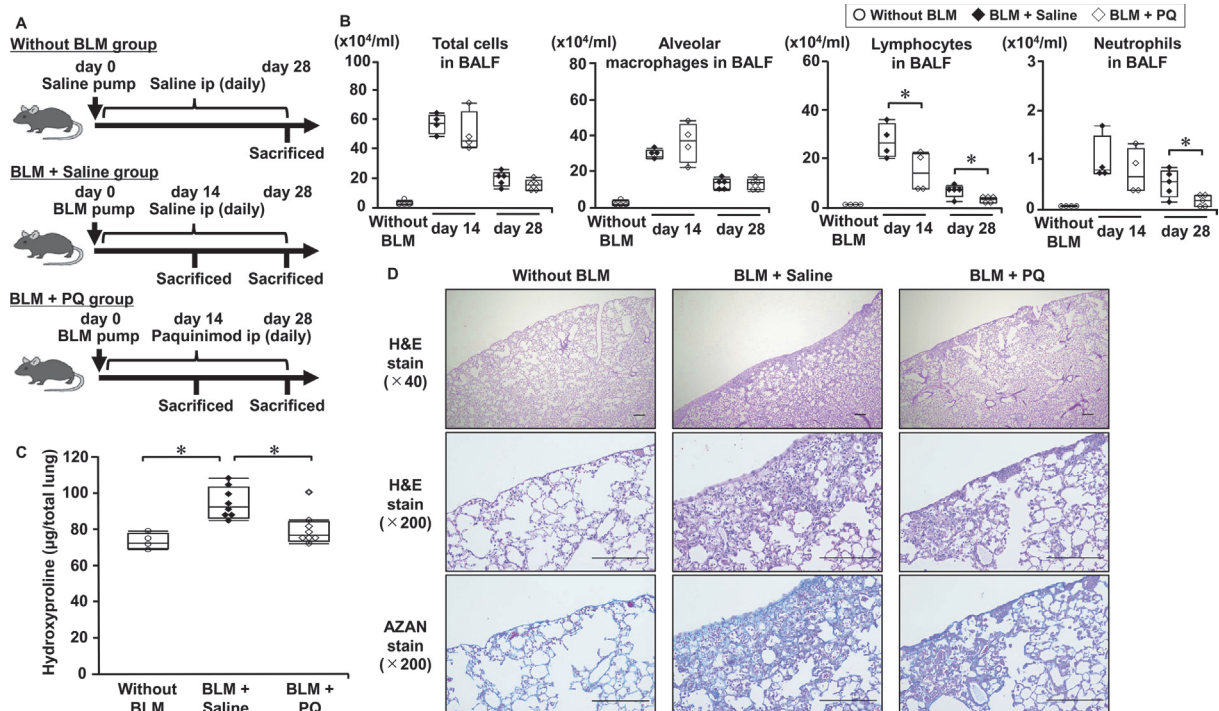 A
Without BLM group
day 0
day 28
Saline pump
Saline ip (daily)
Sacrificed
BLM + Saline group
day 0
day 14
day 28
BLM pump
Saline ip (daily)
Sacrificed
Sacrificed
BLM + PQ group
day 0
day 14
day 28
BLM pump
Paquinimod ip (daily)
Sacrificed
Sacrificed
B
Without BLM
BLM + Saline
BLM + PQ
(x10⁴/ml)
Total cells
in BALF
100
80
60
40
20
0
Without
BLM
day 14
day 28
(x10⁴/ml)
Alveolar
macrophages in BALF
80
60
40
20
0
Without
BLM
day 14
day 28
(x10⁴/ml)
Lymphocytes
in BALF
60
40
20
0
*
*
Without
BLM
day 14
day 28
(x10⁴/ml)
Neutrophils
in BALF
3
2
1
0
*
Without
BLM
day 14
day 28
C
Hydroxyproline (μg/total lung)
120
100
80
60
40
20
0
*
*
Without
BLM
BLM +
Saline
BLM +
PQ
D
Without BLM
BLM + Saline
BLM + PQ
H&E
stain
(×40)
H&E
stain
(×200)
AZAN
stain
(×200)